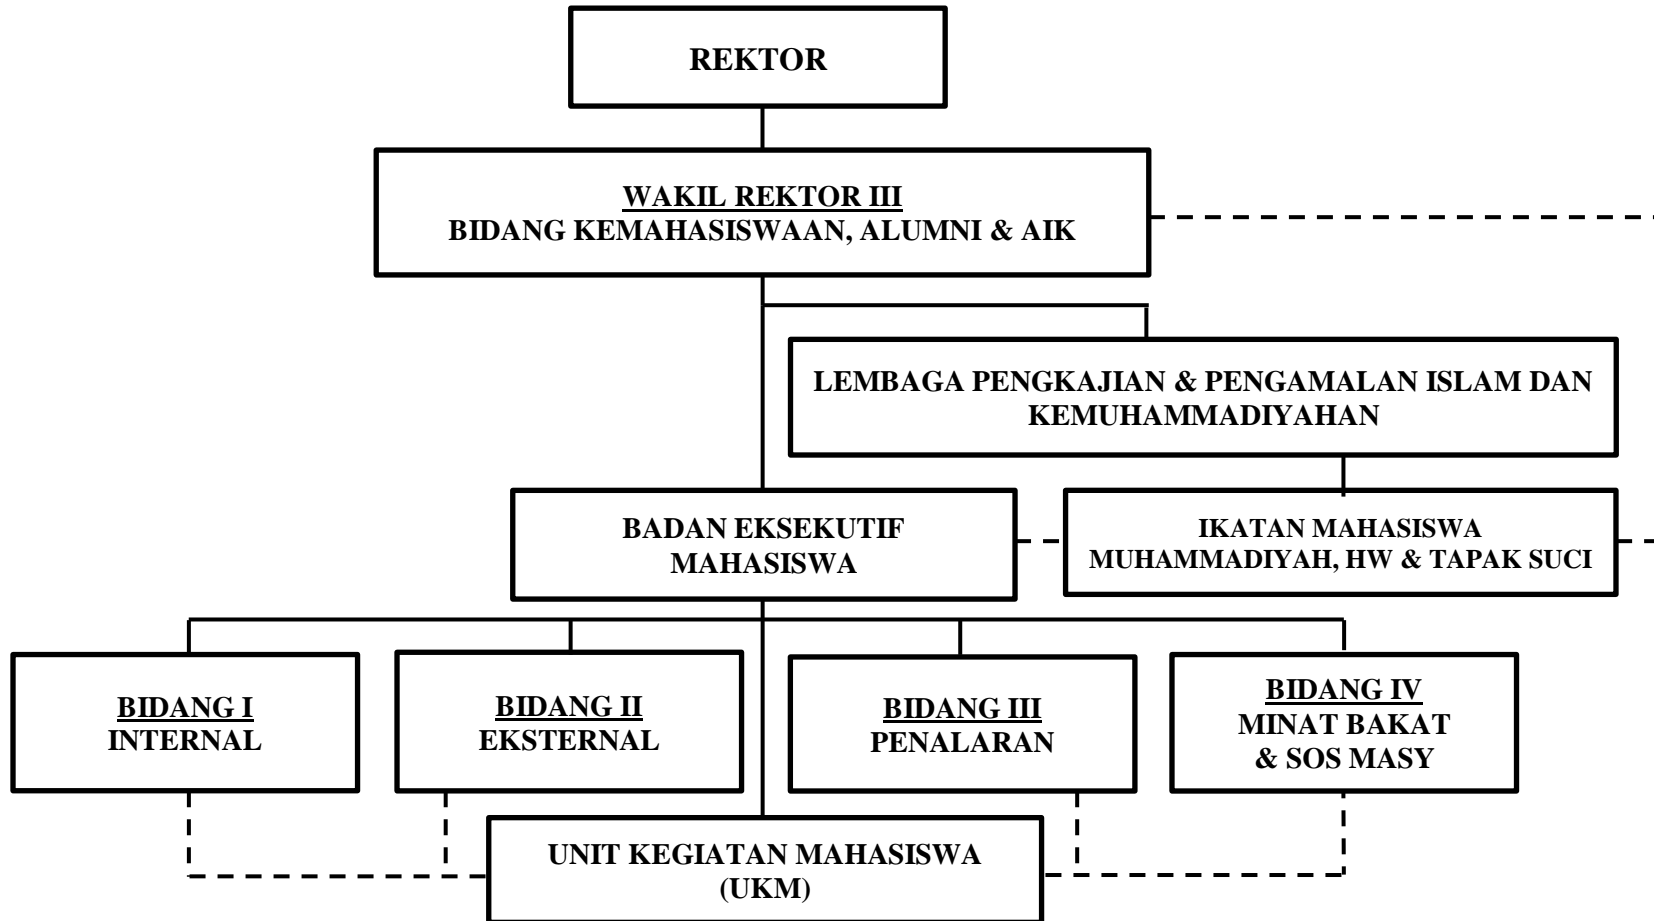 REKTOR
WAKIL REKTOR III
BIDANG KEMAHASISWAAN, ALUMNI & AIK
LEMBAGA PENGKAJIAN & PENGAMALAN ISLAM DAN
KEMUHAMMADIYAHAN
BADAN EKSEKUTIF
MAHASISWA
IKATAN MAHASISWA
MUHAMMADIYAH, HW & TAPAK SUCI
BIDANG I
INTERNAL
BIDANG II
EKSTERNAL
BIDANG III
PENALARAN
BIDANG IV
MINAT BAKAT
& SOS MASY
UNIT KEGIATAN MAHASISWA
(UKM)